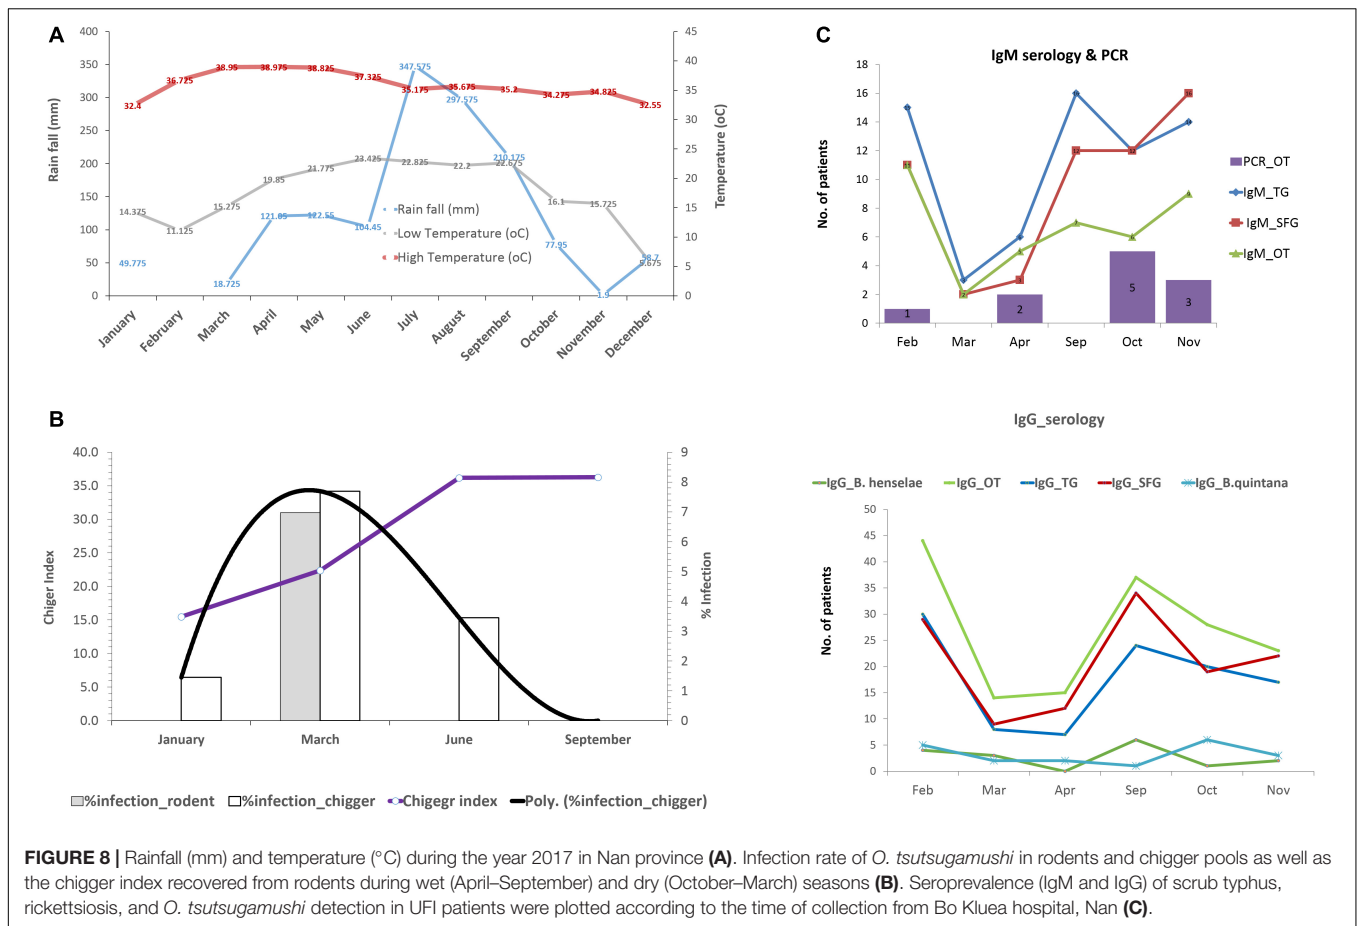 A
400
350
300
250
200
150
100
50
0
Rain fall (mm)
45
40
35
30
25
20
15
10
5
0
Temperature (oC)
32.4
36.725
38.95
38.975
38.825
37.325
35.175
35.675
35.2
34.275
34.825
32.55
14.375
11.125
15.275
19.85
21.775
23.425
22.825
22.2
22.675
16.1
15.725
5.675
49.775
18.725
121.65
122.55
104.45
347.575
297.575
210.175
77.95
1.9
58.7
Rain fall (mm)
Low Temperature (oC)
High Temperature (oC)
January
February
March
April
May
June
July
August
September
October
November
December
B
40.0
35.0
30.0
25.0
20.0
15.0
10.0
5.0
0.0
Chiger Index
9
8
7
6
5
4
3
2
1
0
% Infection
January
March
June
September
%infection_rodent
%infection_chigger
Chigegr index
Poly. (%infection_chigger)
C
IgM serology & PCR
18
16
14
12
10
8
6
4
2
0
No. of patients
1
2
5
3
Feb
Mar
Apr
Sep
Oct
Nov
PCR_OT
IgM_TG
IgM_SFG
IgM_OT
IgG_serology
IgG_B. henselae
IgG_OT
IgG_TG
IgG_SFG
IgG_B.quintana
50
45
40
35
30
25
20
15
10
5
0
No. of patients
Feb
Mar
Apr
Sep
Oct
Nov
FIGURE 8 | Rainfall (mm) and temperature (°C) during the year 2017 in Nan province (A). Infection rate of O. tsutsugamushi in rodents and chigger pools as well as
the chigger index recovered from rodents during wet (April–September) and dry (October–March) seasons (B). Seroprevalence (IgM and IgG) of scrub typhus,
rickettsiosis, and O. tsutsugamushi detection in UFI patients were plotted according to the time of collection from Bo Kluea hospital, Nan (C).